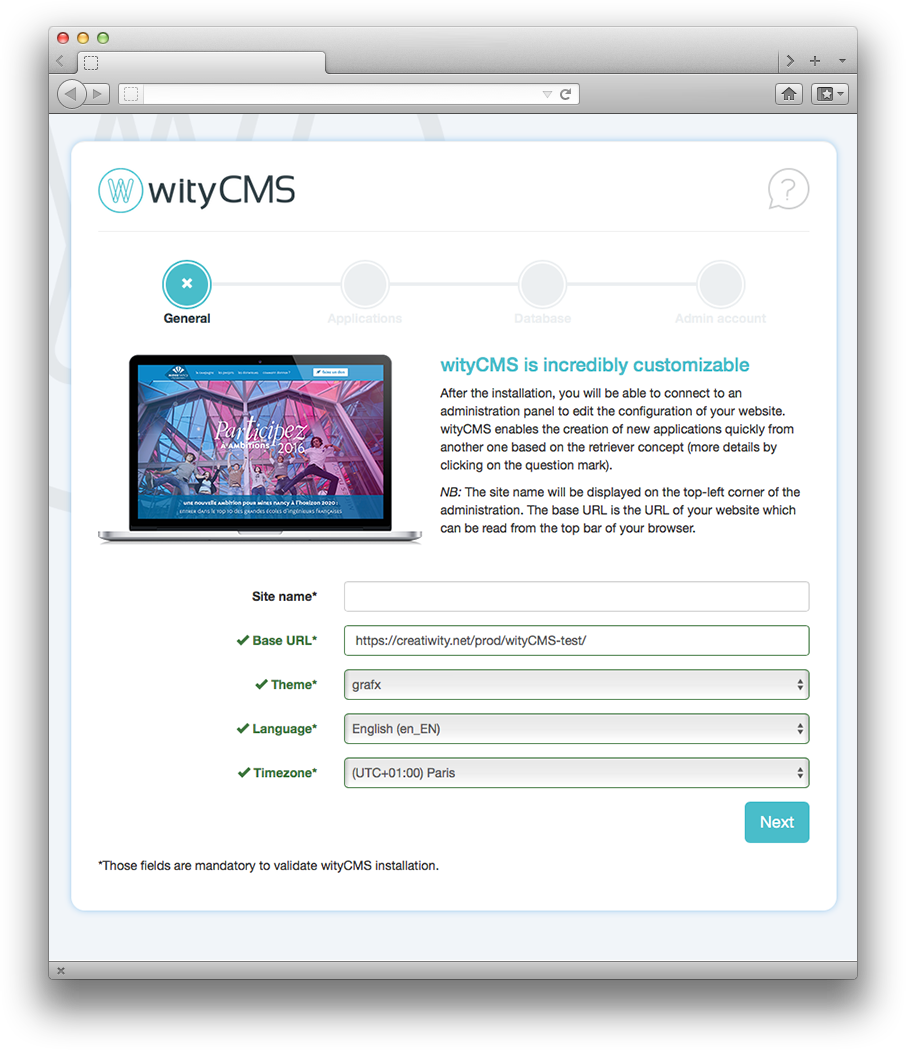 wityCMS
?
General
Applications
Database
Admin account
Participez
À AMBITIONS
2016
une nouvelle ambition pour mines nancy à l'horizon 2020 :
entrer dans le top 10 des grandes écoles d'ingénieurs françaises
wityCMS is incredibly customizable
After the installation, you will be able to connect to an
administration panel to edit the configuration of your website.
wityCMS enables the creation of new applications quickly from
another one based on the retriever concept (more details by
clicking on the question mark).
NB: The site name will be displayed on the top-left corner of the
administration. The base URL is the URL of your website which
can be read from the top bar of your browser.
Site name*
Base URL* https://creatiwity.net/prod/wityCMS-test/
Theme* grafx
Language* English (en_EN)
Timezone* (UTC+01:00) Paris
Next
*Those fields are mandatory to validate wityCMS installation.